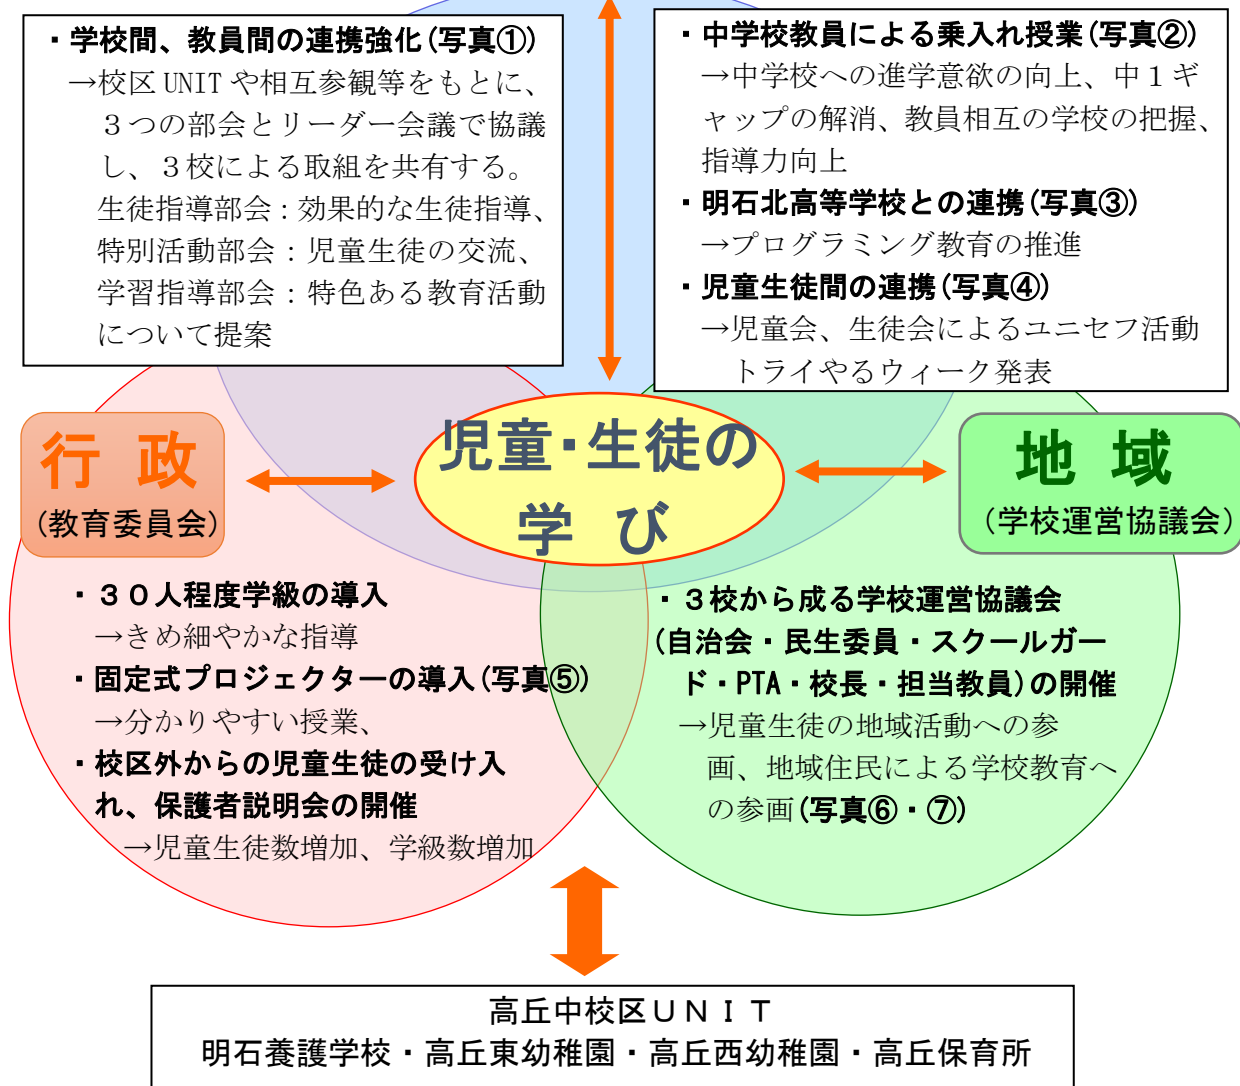 ・学校間、教員間の連携強化(写真①)
→校区 UNIT や相互参観等をもとに、
３つの部会とリーダー会議で協議
し、３校による取組を共有する。
生徒指導部会：効果的な生徒指導、
特別活動部会：児童生徒の交流、
学習指導部会：特色ある教育活動
について提案
・中学校教員による乗入れ授業(写真②)
→中学校への進学意欲の向上、中１ギ
ャップの解消、教員相互の学校の把握、
指導力向上
・明石北高等学校との連携(写真③)
→プログラミング教育の推進
・児童生徒間の連携(写真④)
→児童会、生徒会によるユニセフ活動
トライやるウィーク発表
児童・生徒の
学 び
行 政
(教育委員会)
地 域
(学校運営協議会)
・３０人程度学級の導入
→きめ細やかな指導
・固定式プロジェクターの導入(写真⑤)
→分かりやすい授業、
・校区外からの児童生徒の受け入
れ、保護者説明会の開催
→児童生徒数増加、学級数増加
・３校から成る学校運営協議会
(自治会・民生委員・スクールガー
ド・PTA・校長・担当教員)の開催
→児童生徒の地域活動への参
画、地域住民による学校教育へ
の参画(写真⑥・⑦)
高丘中校区ＵＮＩＴ
明石養護学校・高丘東幼稚園・高丘西幼稚園・高丘保育所